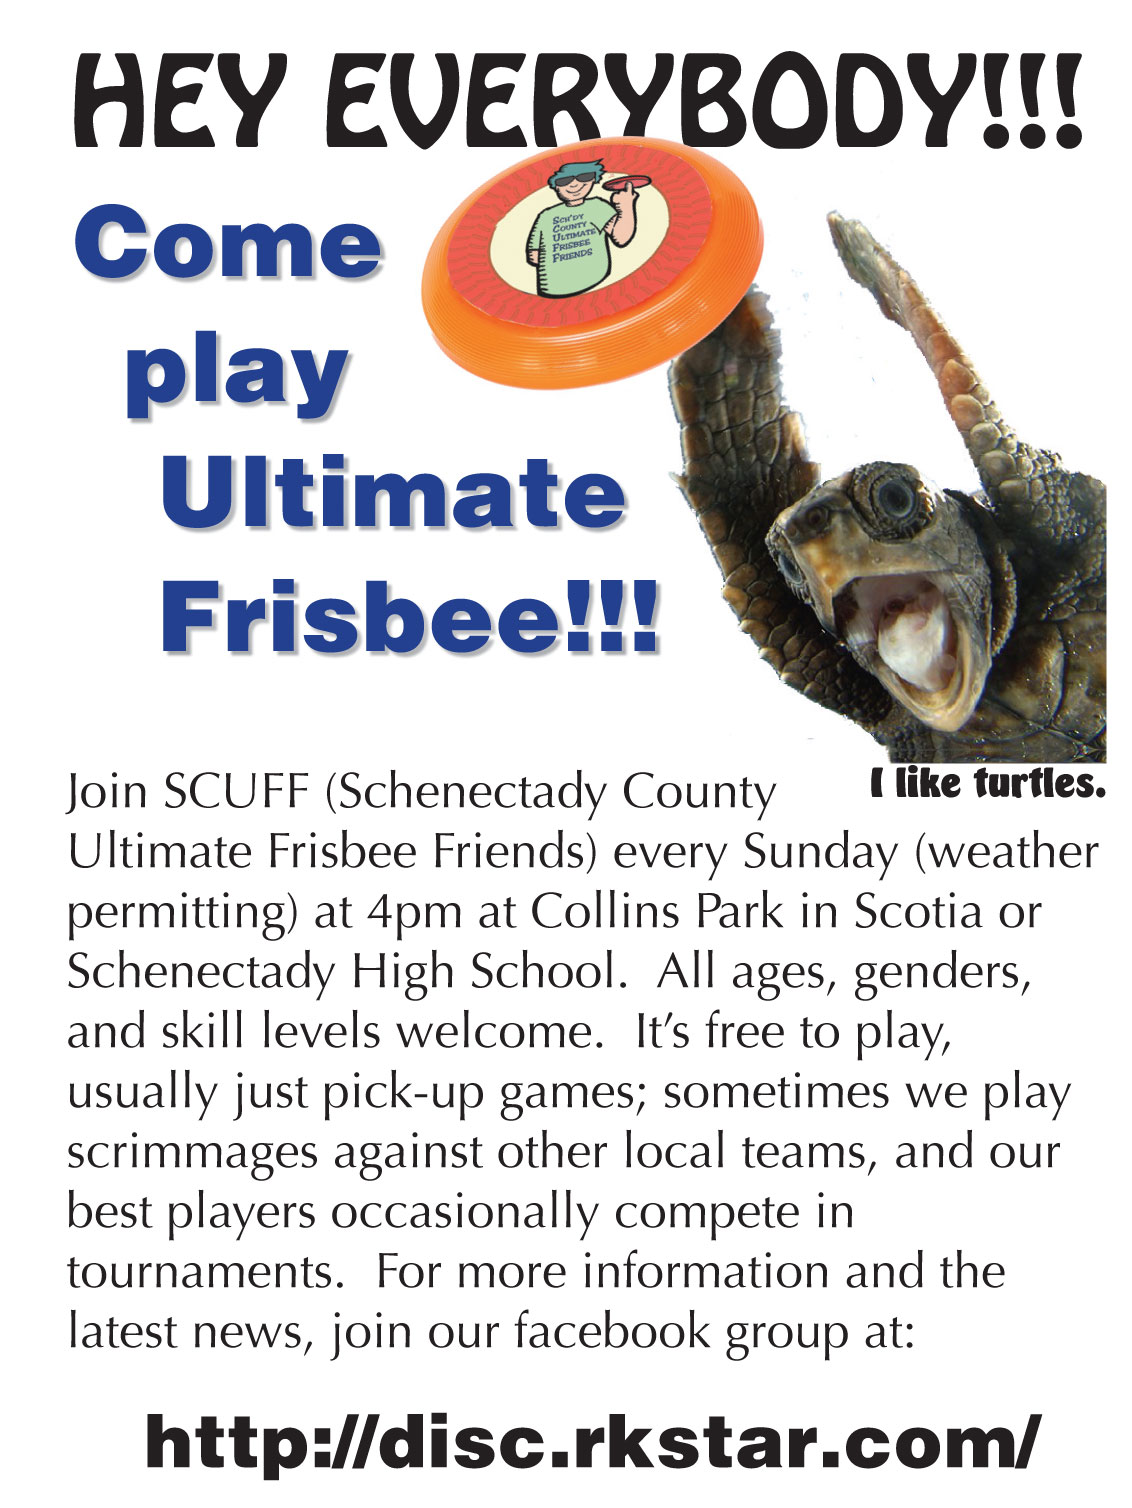 HEY EVERYBODY!!!
Come
play
Ultimate
Frisbee!!!
SCH'DY
COUNTY
ULTIMATE
FRISBEE
FRIENDS
I like turtles.
Join SCUFF (Schenectady County
Ultimate Frisbee Friends) every Sunday (weather
permitting) at 4pm at Collins Park in Scotia or
Schenectady High School.  All ages, genders,
and skill levels welcome.  It’s free to play,
usually just pick-up games; sometimes we play
scrimmages against other local teams, and our
best players occasionally compete in
tournaments.  For more information and the
latest news, join our facebook group at:
http://disc.rkstar.com/